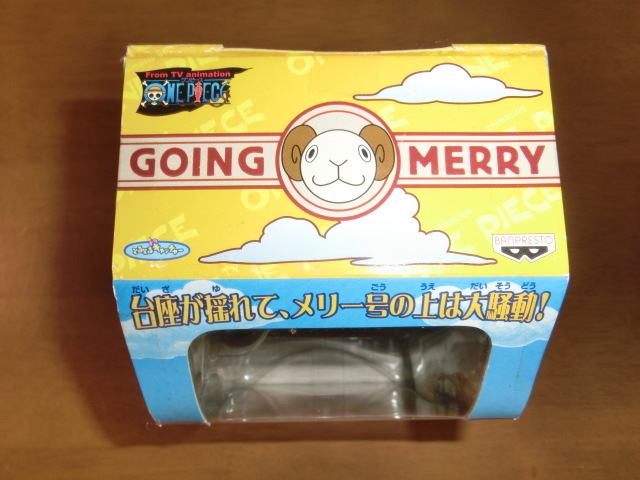 From TV animation
ONE PIECE
GOING MERRY
BANPRESTO
だいざゆごううえだいそうどう
台座が揺れて、メリー号の上は大騒動!